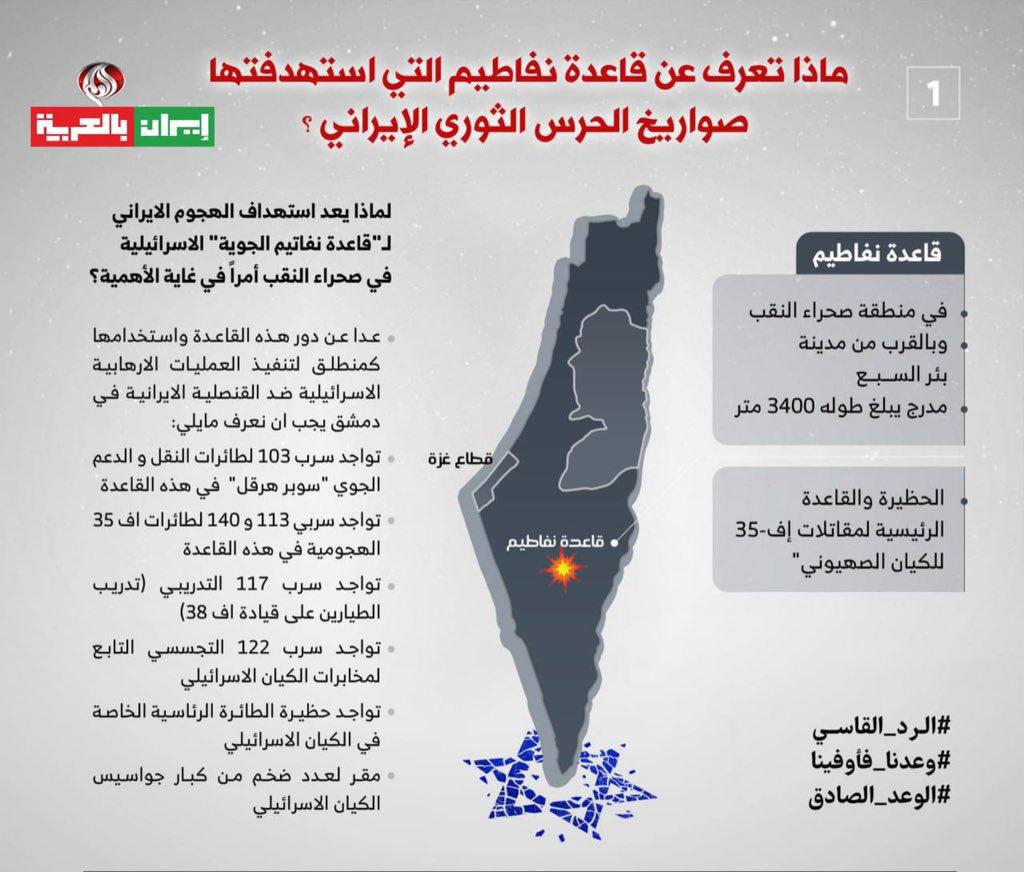 1
ماذا تعرف عن قاعدة نفاطيم التي استهدفتها
صواريخ الحرس الثوري الإيراني ؟
إيران بالعربية
قاعدة نفاطيم
في منطقة صحراء النقب
وبالقرب من مدينة
بئر السبع
مدرج يبلغ طوله 3400 متر
الحظيرة والقاعدة
الرئيسية لمقاتلات إف-35
للكيان الصهيوني"
قطاع غزة
قاعدة نفاطيم
لماذا يعد استهداف الهجوم الايراني
لـ"قاعدة نفاتيم الجوية" الاسرائيلية
في صحراء النقب أمراً في غاية الأهمية؟
عدا عن دور هذه القاعدة واستخدامها
كمنطلق لتنفيذ العمليات الارهابية
الاسرائيلية ضد القنصلية الايرانية في
دمشق يجب ان نعرف مايلي:
تواجد سرب 103 لطائرات النقل و الدعم
الجوي "سوبر هرقل" في هذه القاعدة
تواجد سربي 113 و 140 لطائرات اف 35
الهجومية في هذه القاعدة
تواجد سرب 117 التدريبي (تدريب
الطيارين على قيادة اف 38)
تواجد سرب 122 التجسسي التابع
لمخابرات الكيان الاسرائيلي
تواجد حظيرة الطائرة الرئاسية الخاصة
في الكيان الاسرائيلي
مقر لعدد ضخم من كبار جواسيس
الكيان الاسرائيلي
#الرد_القاسي
#وعدنا_فأوفينا
#الوعد_الصادق